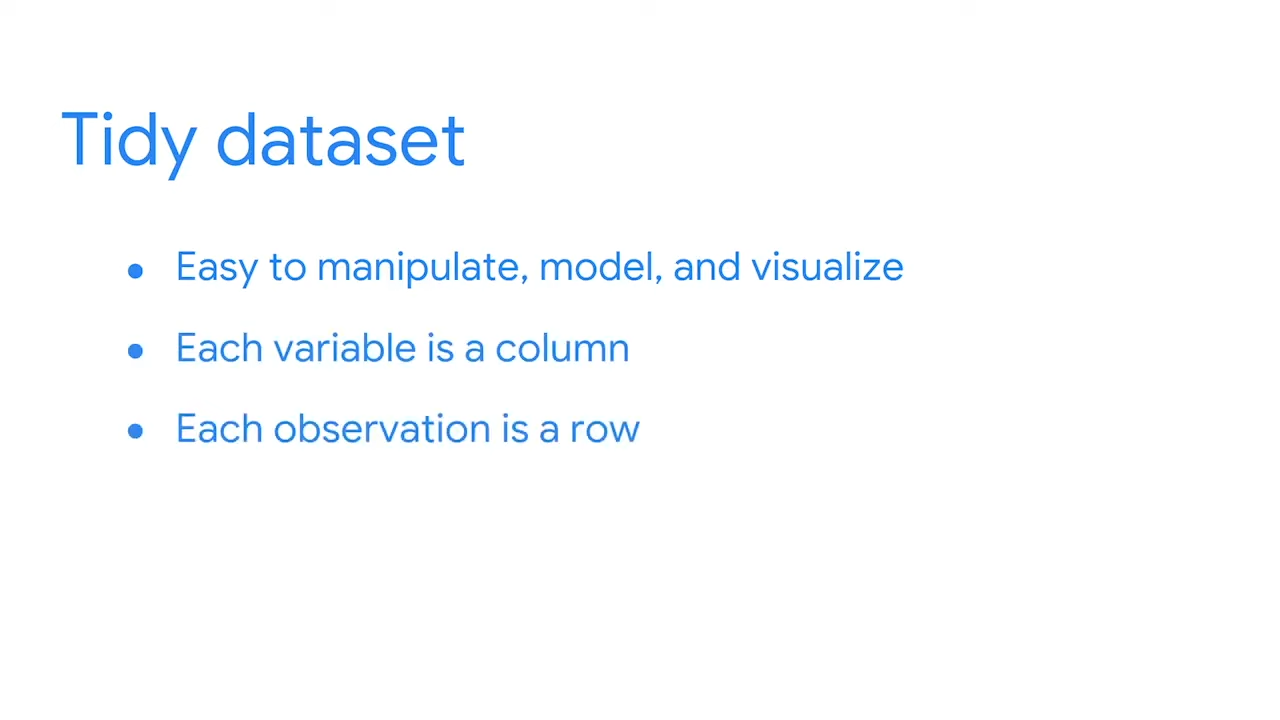 Tidy dataset
• Easy to manipulate, model, and visualize
• Each variable is a column
• Each observation is a row